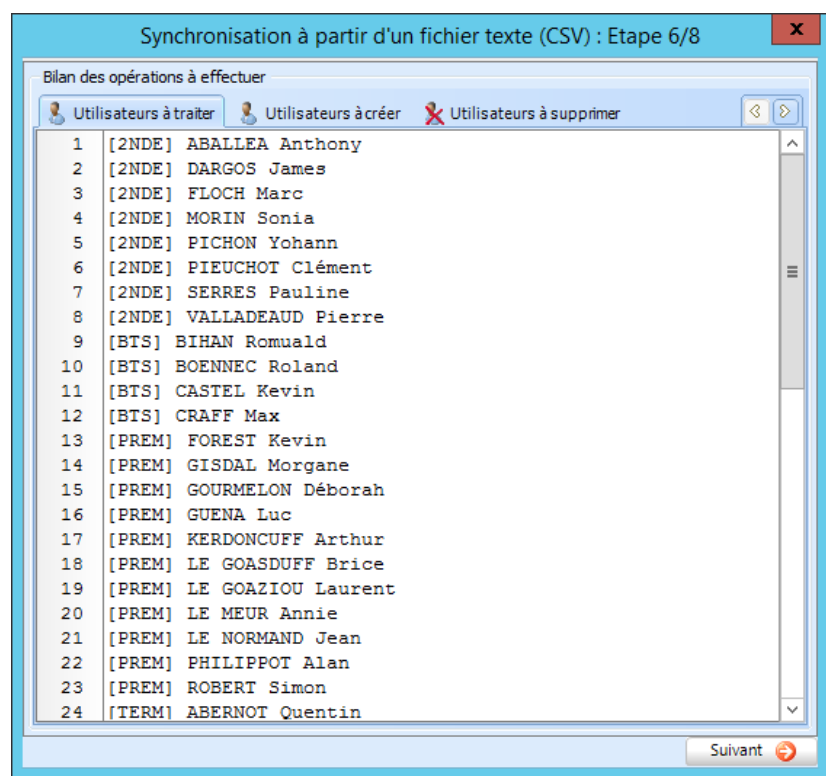 Synchronisation à partir d'un fichier texte (CSV) : Etape 6/8
x
Bilan des opérations à effectuer
Utilisateurs à traiter Utilisateurs à créer Utilisateurs à supprimer
1 [2NDE] ABALLEA Anthony
2 [2NDE] DARGOS James
3 [2NDE] FLOCH Marc
4 [2NDE] MORIN Sonia
5 [2NDE] PICHON Yohann
6 [2NDE] PIEUCHOT Clément
7 [2NDE] SERRES Pauline
8 [2NDE] VALLADEAUD Pierre
9 [BTS] BIHAN Romuald
10 [BTS] BOENNEC Roland
11 [BTS] CASTEL Kevin
12 [BTS] CRAFF Max
13 [PREM] FOREST Kevin
14 [PREM] GISDAL Morgane
15 [PREM] GOURMELON Déborah
16 [PREM] GUENA Luc
17 [PREM] KERDONCUFF Arthur
18 [PREM] LE GOASDUFF Brice
19 [PREM] LE GOAZIOU Laurent
20 [PREM] LE MEUR Annie
21 [PREM] LE NORMAND Jean
22 [PREM] PHILIPPOT Alan
23 [PREM] ROBERT Simon
24 [TERM] ABERNOT Quentin
Suivant